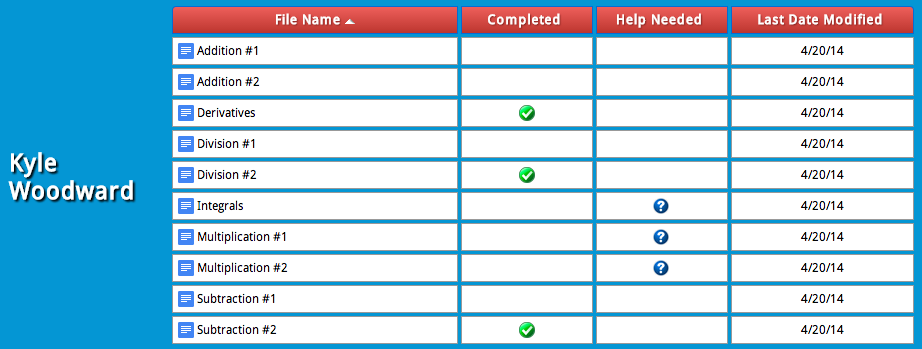 File Name Completed Help Needed Last Date Modified
Addition #1 4/20/14
Addition #2 4/20/14
Derivatives 4/20/14
Division #1 4/20/14
Kyle
Woodward
Division #2 4/20/14
Integrals ? 4/20/14
Multiplication #1 ? 4/20/14
Multiplication #2 ? 4/20/14
Subtraction #1 4/20/14
Subtraction #2 4/20/14